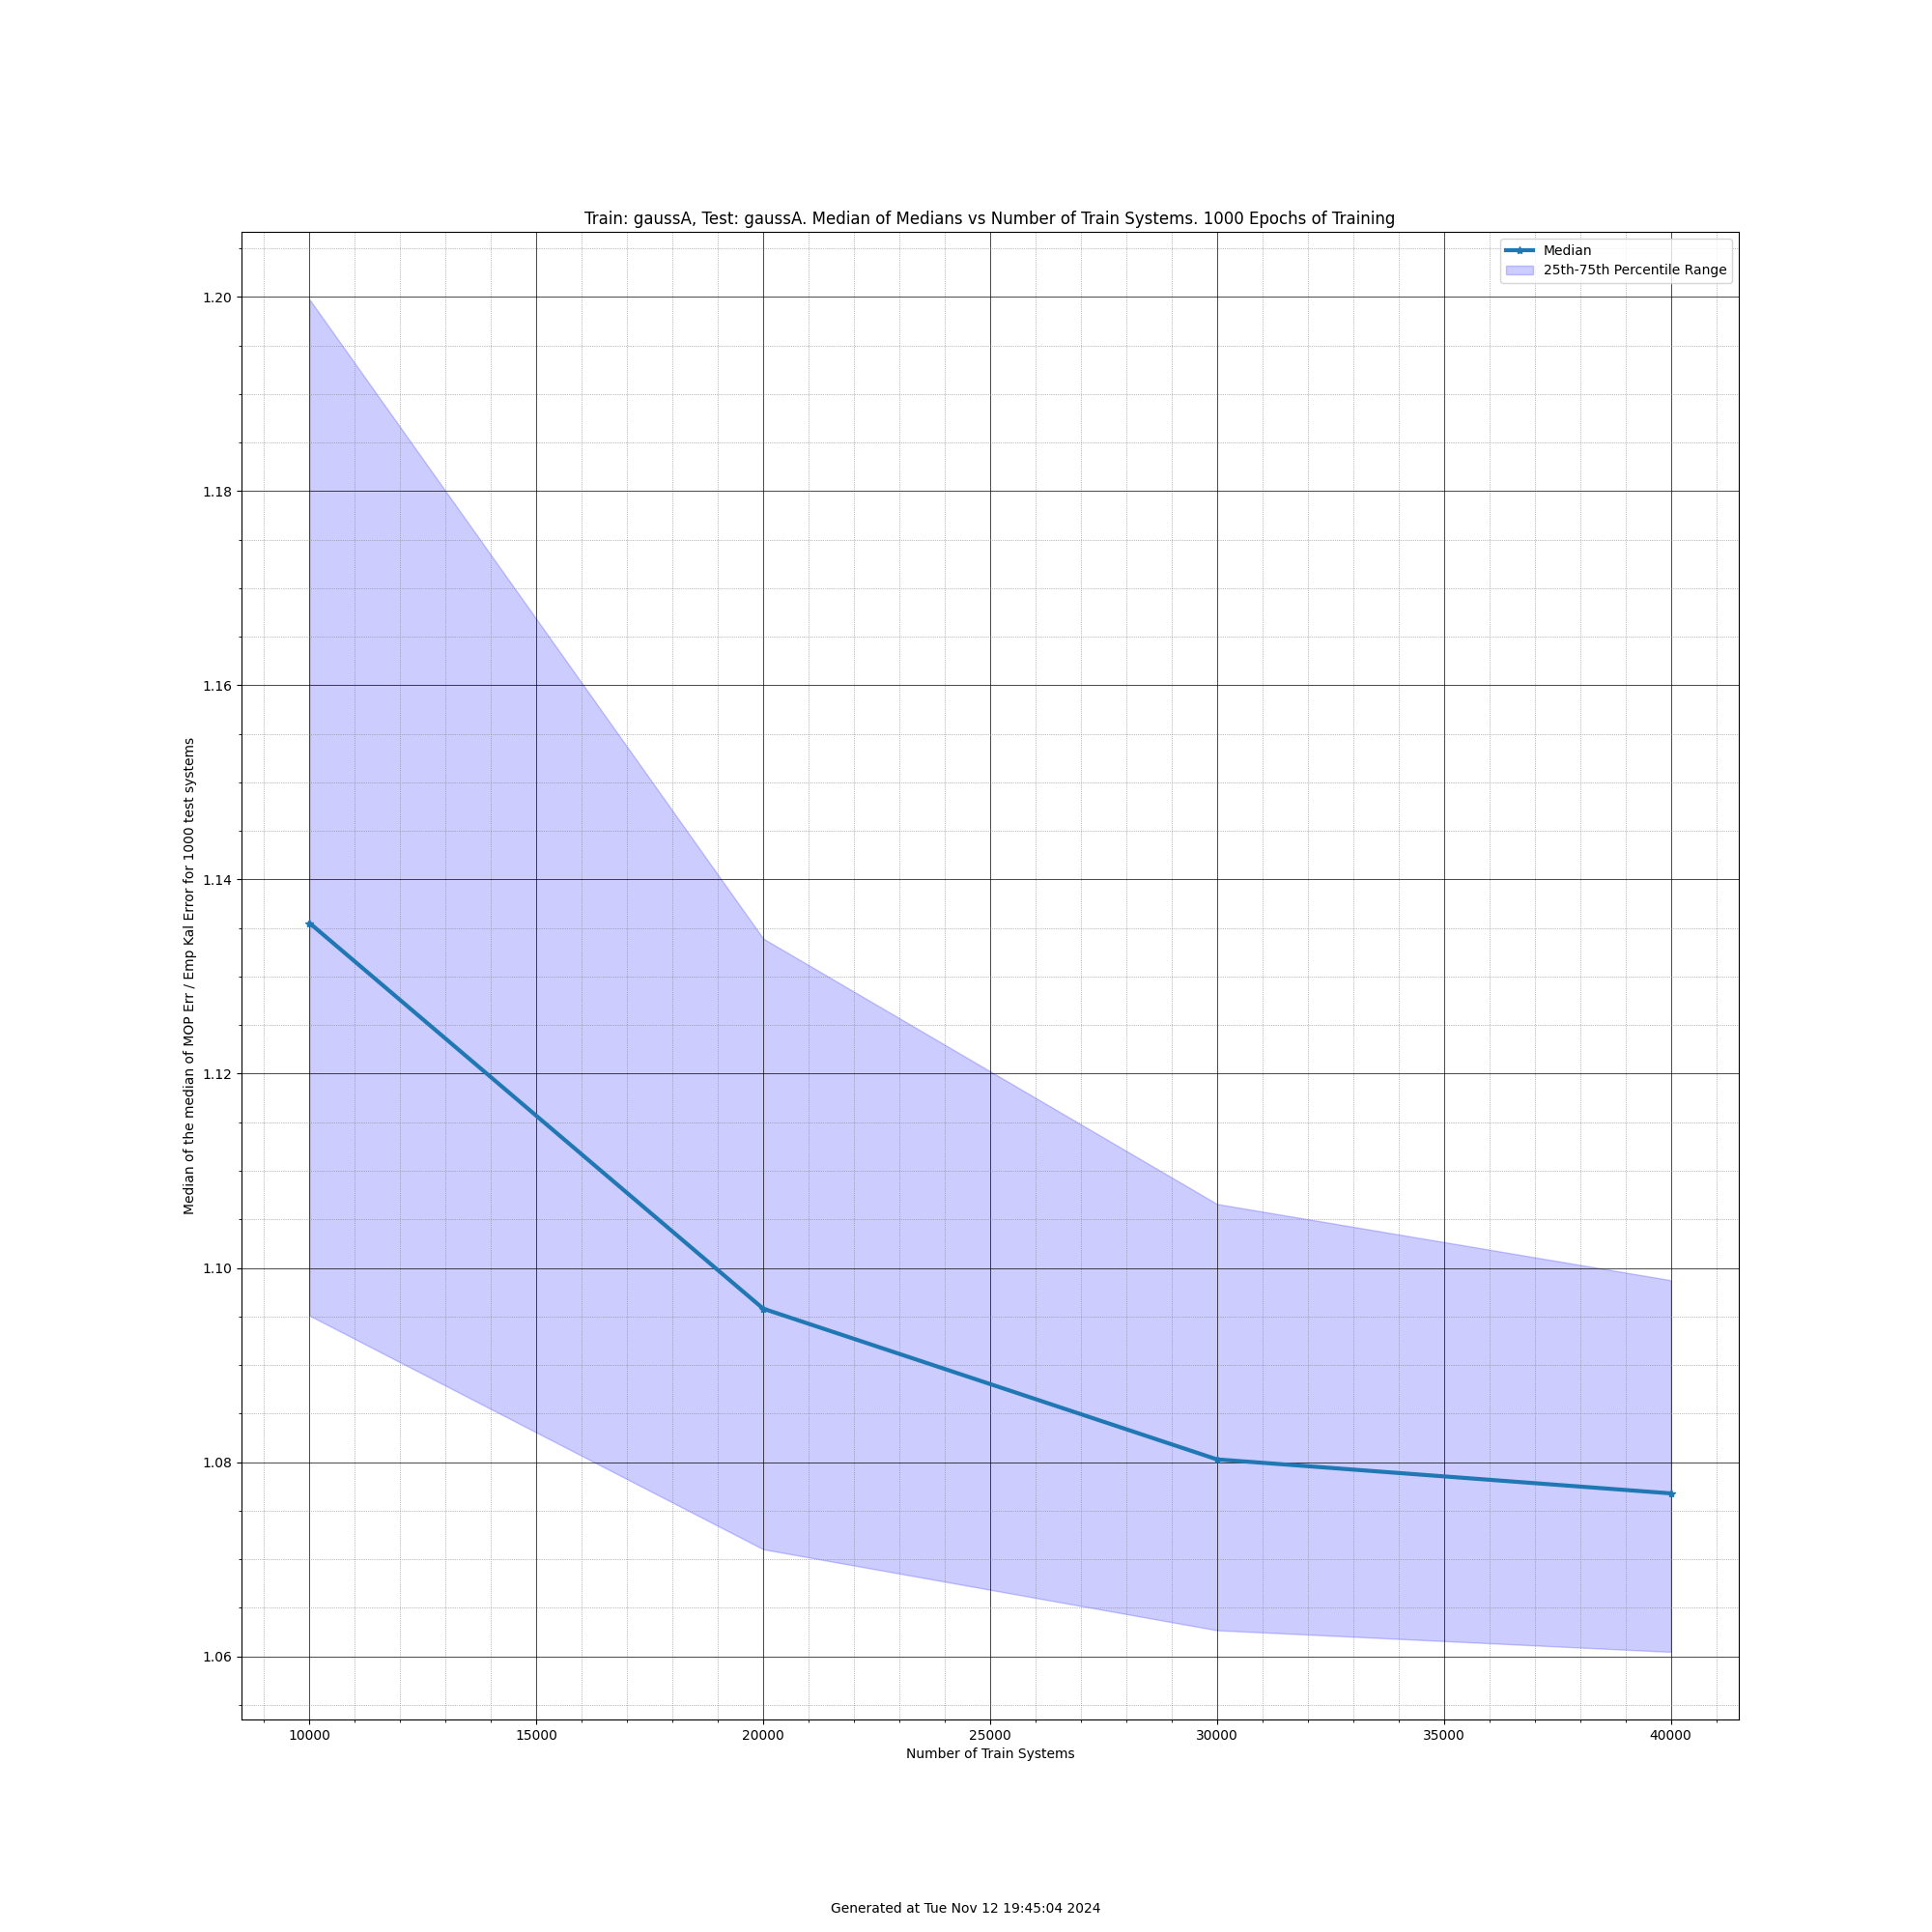 Train: gaussA, Test: gaussA. Median of Medians vs Number of Train Systems. 1000 Epochs of Training
Median
25th-75th Percentile Range
1.20
1.18
1.16
1.14
1.12
1.10
1.08
1.06
Median of the median of MOP Err / Emp Kal Error for 1000 test systems
10000
15000
20000
25000
30000
35000
40000
Number of Train Systems
Generated at Tue Nov 12 19:45:04 2024